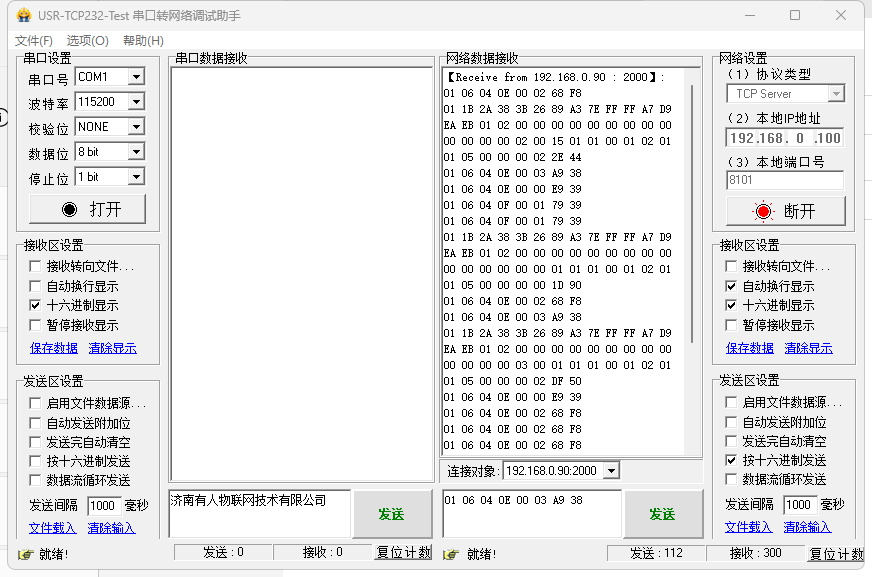 USR-TCP232-Test 串口转网络调试助手
文件(F) 选项(O) 帮助(H)
串口设置
串口号 COM1
波特率 115200
校验位 NONE
数据位 8 bit
停止位 1 bit
打开
接收区设置
接收转向文件...
自动换行显示
十六进制显示
暂停接收显示
保存数据 清除显示
发送区设置
启用文件数据源...
自动发送附加位
发送完自动清空
按十六进制发送
数据流循环发送
发送间隔 1000 毫秒
文件载入 清除输入
就绪!
串口数据接收
济南有人物联网技术有限公司
发送
发送 : 0 接收 : 0 复位计数
网络数据接收
【Receive from 192.168.0.90 : 2000】:
01 06 04 0E 00 02 68 F8
01 1B 2A 38 3B 26 89 A3 7E FF FF A7 D9
EA EB 01 02 00 00 00 00 00 00 00 00 00
00 00 00 00 02 00 15 01 01 00 01 02 01
01 05 00 00 00 02 2E 44
01 06 04 0E 00 03 A9 38
01 06 04 0E 00 00 E9 39
01 06 04 0F 00 01 79 39
01 06 04 0F 00 01 79 39
01 1B 2A 38 3B 26 89 A3 7E FF FF A7 D9
EA EB 01 02 00 00 00 00 00 00 00 00 00
00 00 00 00 00 00 01 01 01 00 01 02 01
01 05 00 00 00 00 1D 90
01 06 04 0E 00 02 68 F8
01 06 04 0E 00 03 A9 38
01 1B 2A 38 3B 26 89 A3 7E FF FF A7 D9
EA EB 01 02 00 00 00 00 00 00 00 00 00
00 00 00 00 03 00 01 01 01 00 01 02 01
01 05 00 00 00 02 DF 50
01 06 04 0E 00 00 E9 39
01 06 04 0E 00 02 68 F8
01 06 04 0E 00 02 68 F8
01 06 04 0E 00 02 68 F8
连接对象: 192.168.0.90:2000
01 06 04 0E 00 03 A9 38
发送
就绪!
发送 : 112 接收 : 300 复位计数
网络设置
(1) 协议类型
TCP Server
(2) 本地IP地址
192.168. 0 .100
(3) 本地端口号
8101
断开
接收区设置
接收转向文件...
自动换行显示
十六进制显示
暂停接收显示
保存数据 清除显示
发送区设置
启用文件数据源...
自动发送附加位
发送完自动清空
按十六进制发送
数据流循环发送
发送间隔 1000 毫秒
文件载入 清除输入